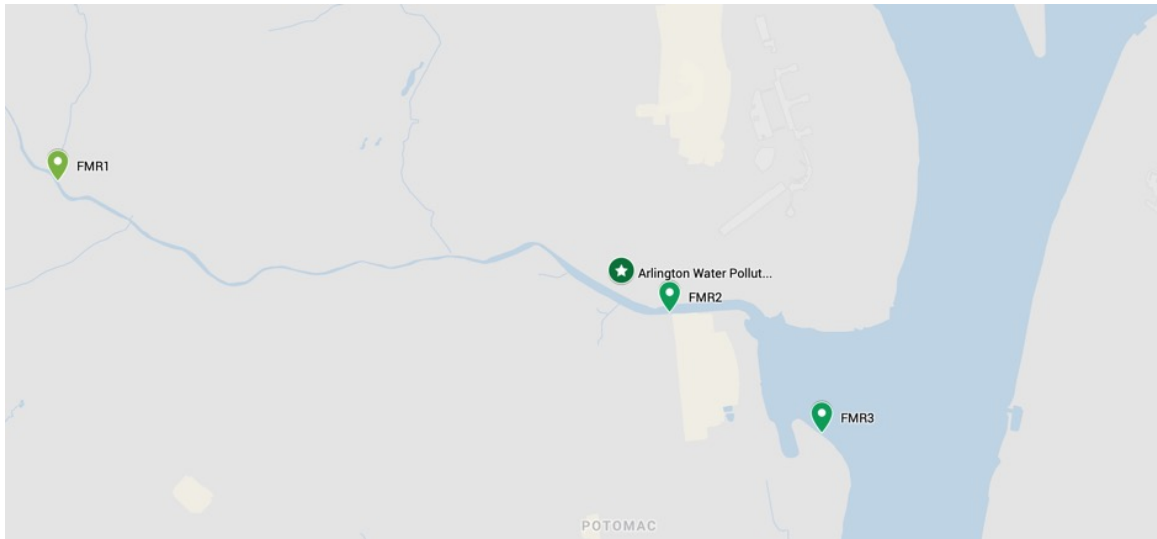 FMR1
Arlington Water Pollut...
FMR2
FMR3
POTOMAC